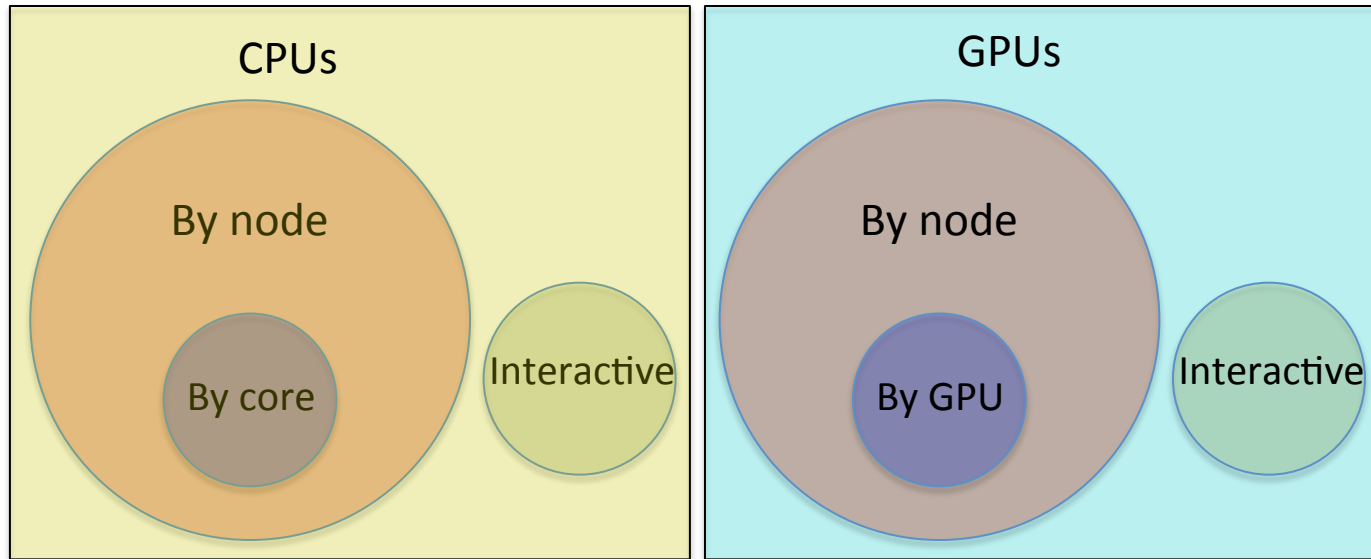 CPUs
By node
By core
Interactive
GPUs
By node
By GPU
Interactive